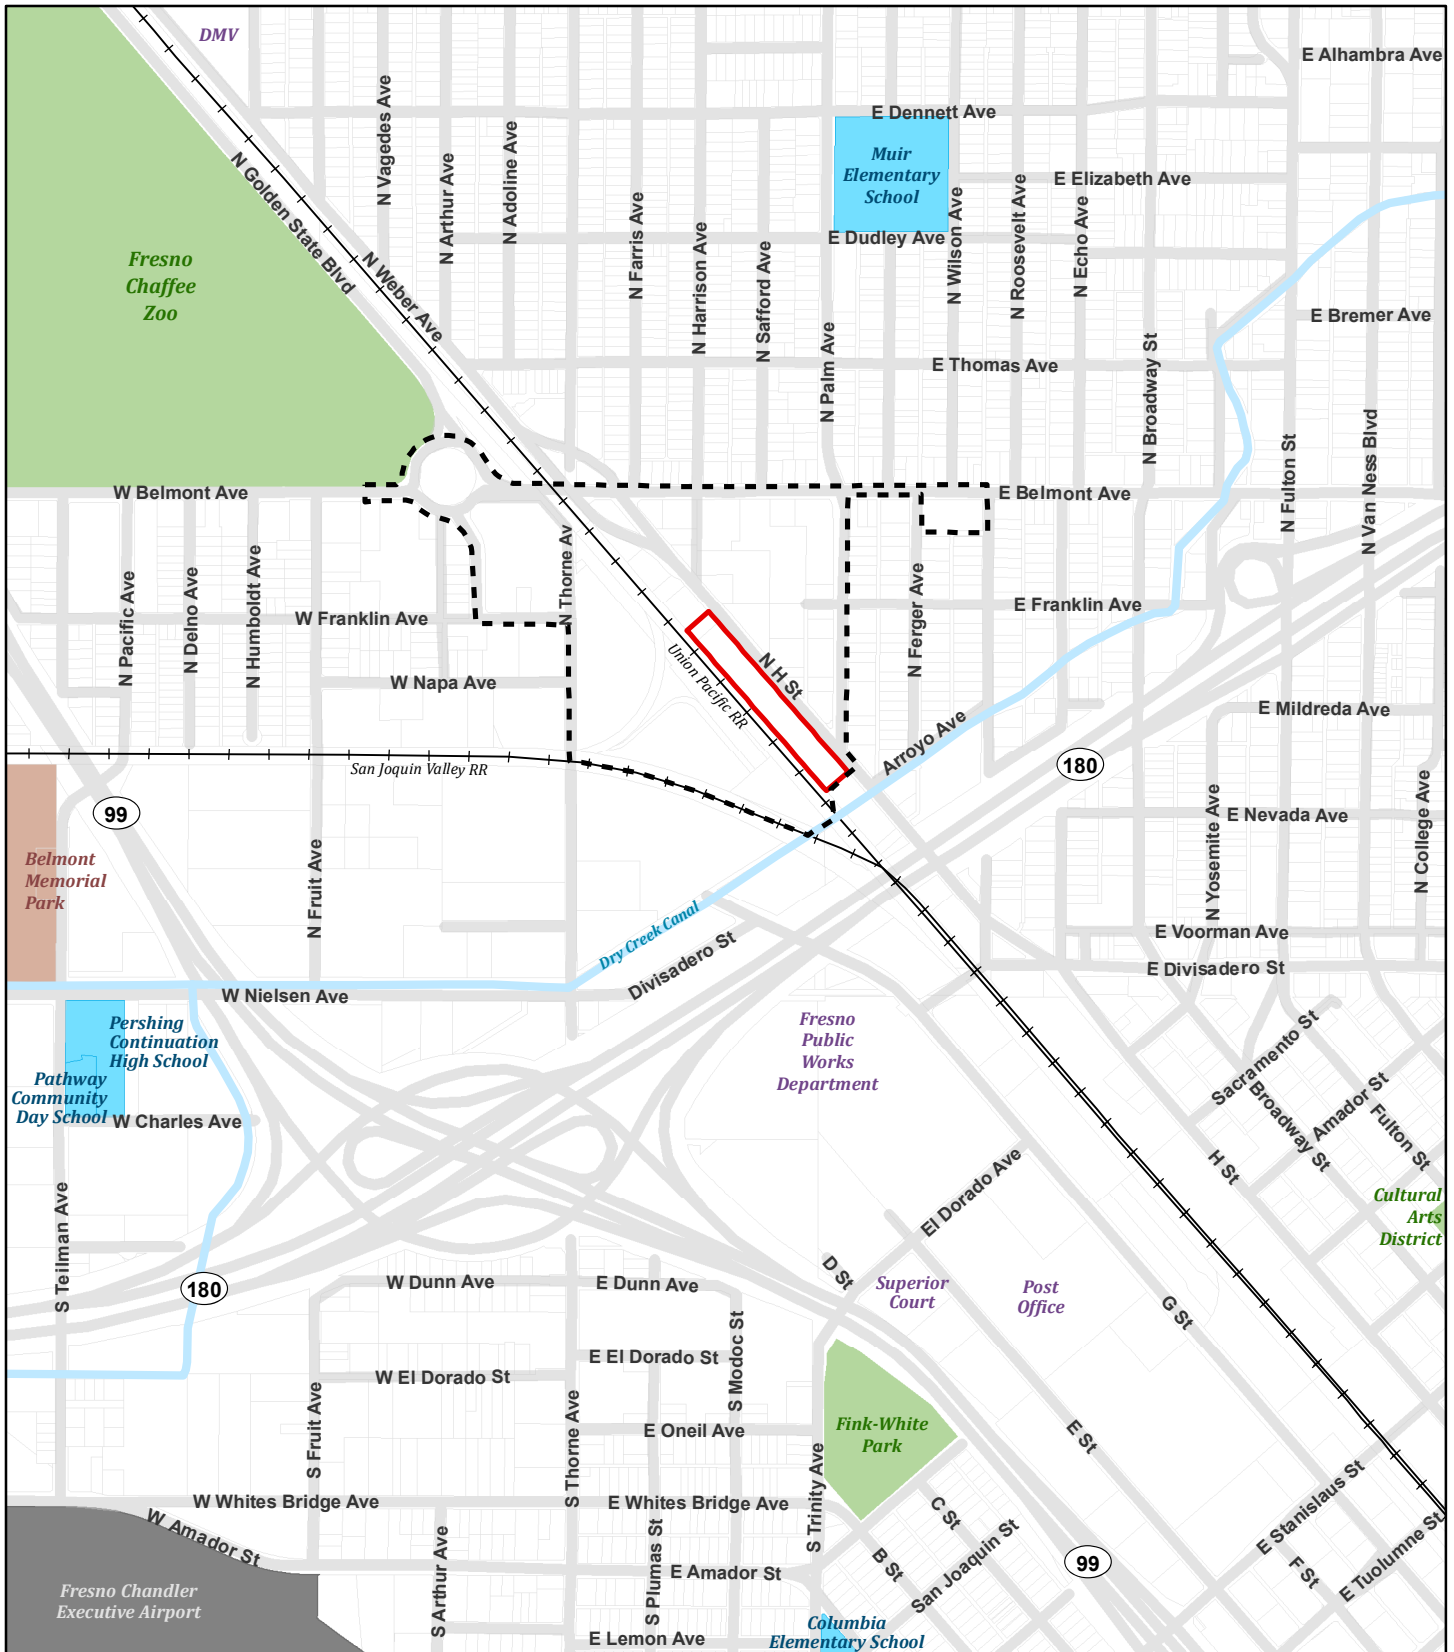 DMV
E Alhambra Ave
E Dennett Ave
N Vagedes Ave
N Arthur Ave
N Adoline Ave
Muir
Elementary
School
E Elizabeth Ave
N Golden State Blvd
N Weber Ave
N Farris Ave
N Harrison Ave
N Safford Ave
E Dudley Ave
N Wilson Ave
N Roosevelt Ave
N Echo Ave
Fresno
Chaffee
Zoo
N Palm Ave
E Thomas Ave
N Broadway St
E Bremer Ave
N Fulton St
N Van Ness Blvd
W Belmont Ave
E Belmont Ave
N Pacific Ave
N Delno Ave
N Humboldt Ave
N Thorne Av
W Franklin Ave
N Ferger Ave
E Franklin Ave
W Napa Ave
Union Pacific RR
N H St
Arroyo Ave
E Mildreda Ave
180
San Joquin Valley RR
99
E Nevada Ave
N Yosemite Ave
N College Ave
Belmont
Memorial
Park
N Fruit Ave
Dry Creek Canal
Divisadero St
E Voorman Ave
E Divisadero St
W Nielsen Ave
Pershing
Continuation
High School
Pathway
Community
Day School
W Charles Ave
Fresno
Public
Works
Department
Sacramento St
Broadway St
Amador St
Fulton St
H St
Cultural
Arts
District
S Teilman Ave
El Dorado Ave
180
W Dunn Ave
E Dunn Ave
D St
Superior
Court
Post
Office
G St
E El Dorado St
S Modoc St
W El Dorado St
S Fruit Ave
S Thorne Ave
E Oneil Ave
Fink-White
Park
E St
S Trinity Ave
W Whites Bridge Ave
E Whites Bridge Ave
C St
E Stanislaus St
W Amador St
S Arthur Ave
S Plumas St
E Amador St
B St
San Joaquin St
99
F St
E Tuolumne St
Fresno Chandler
Executive Airport
E Lemon Ave
Columbia
Elementary School